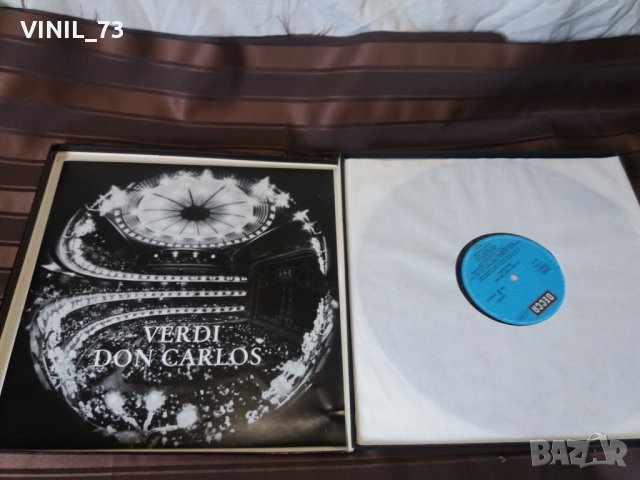 VINIL_73
VERDI
DON CARLOS
DECCA
BAZAR